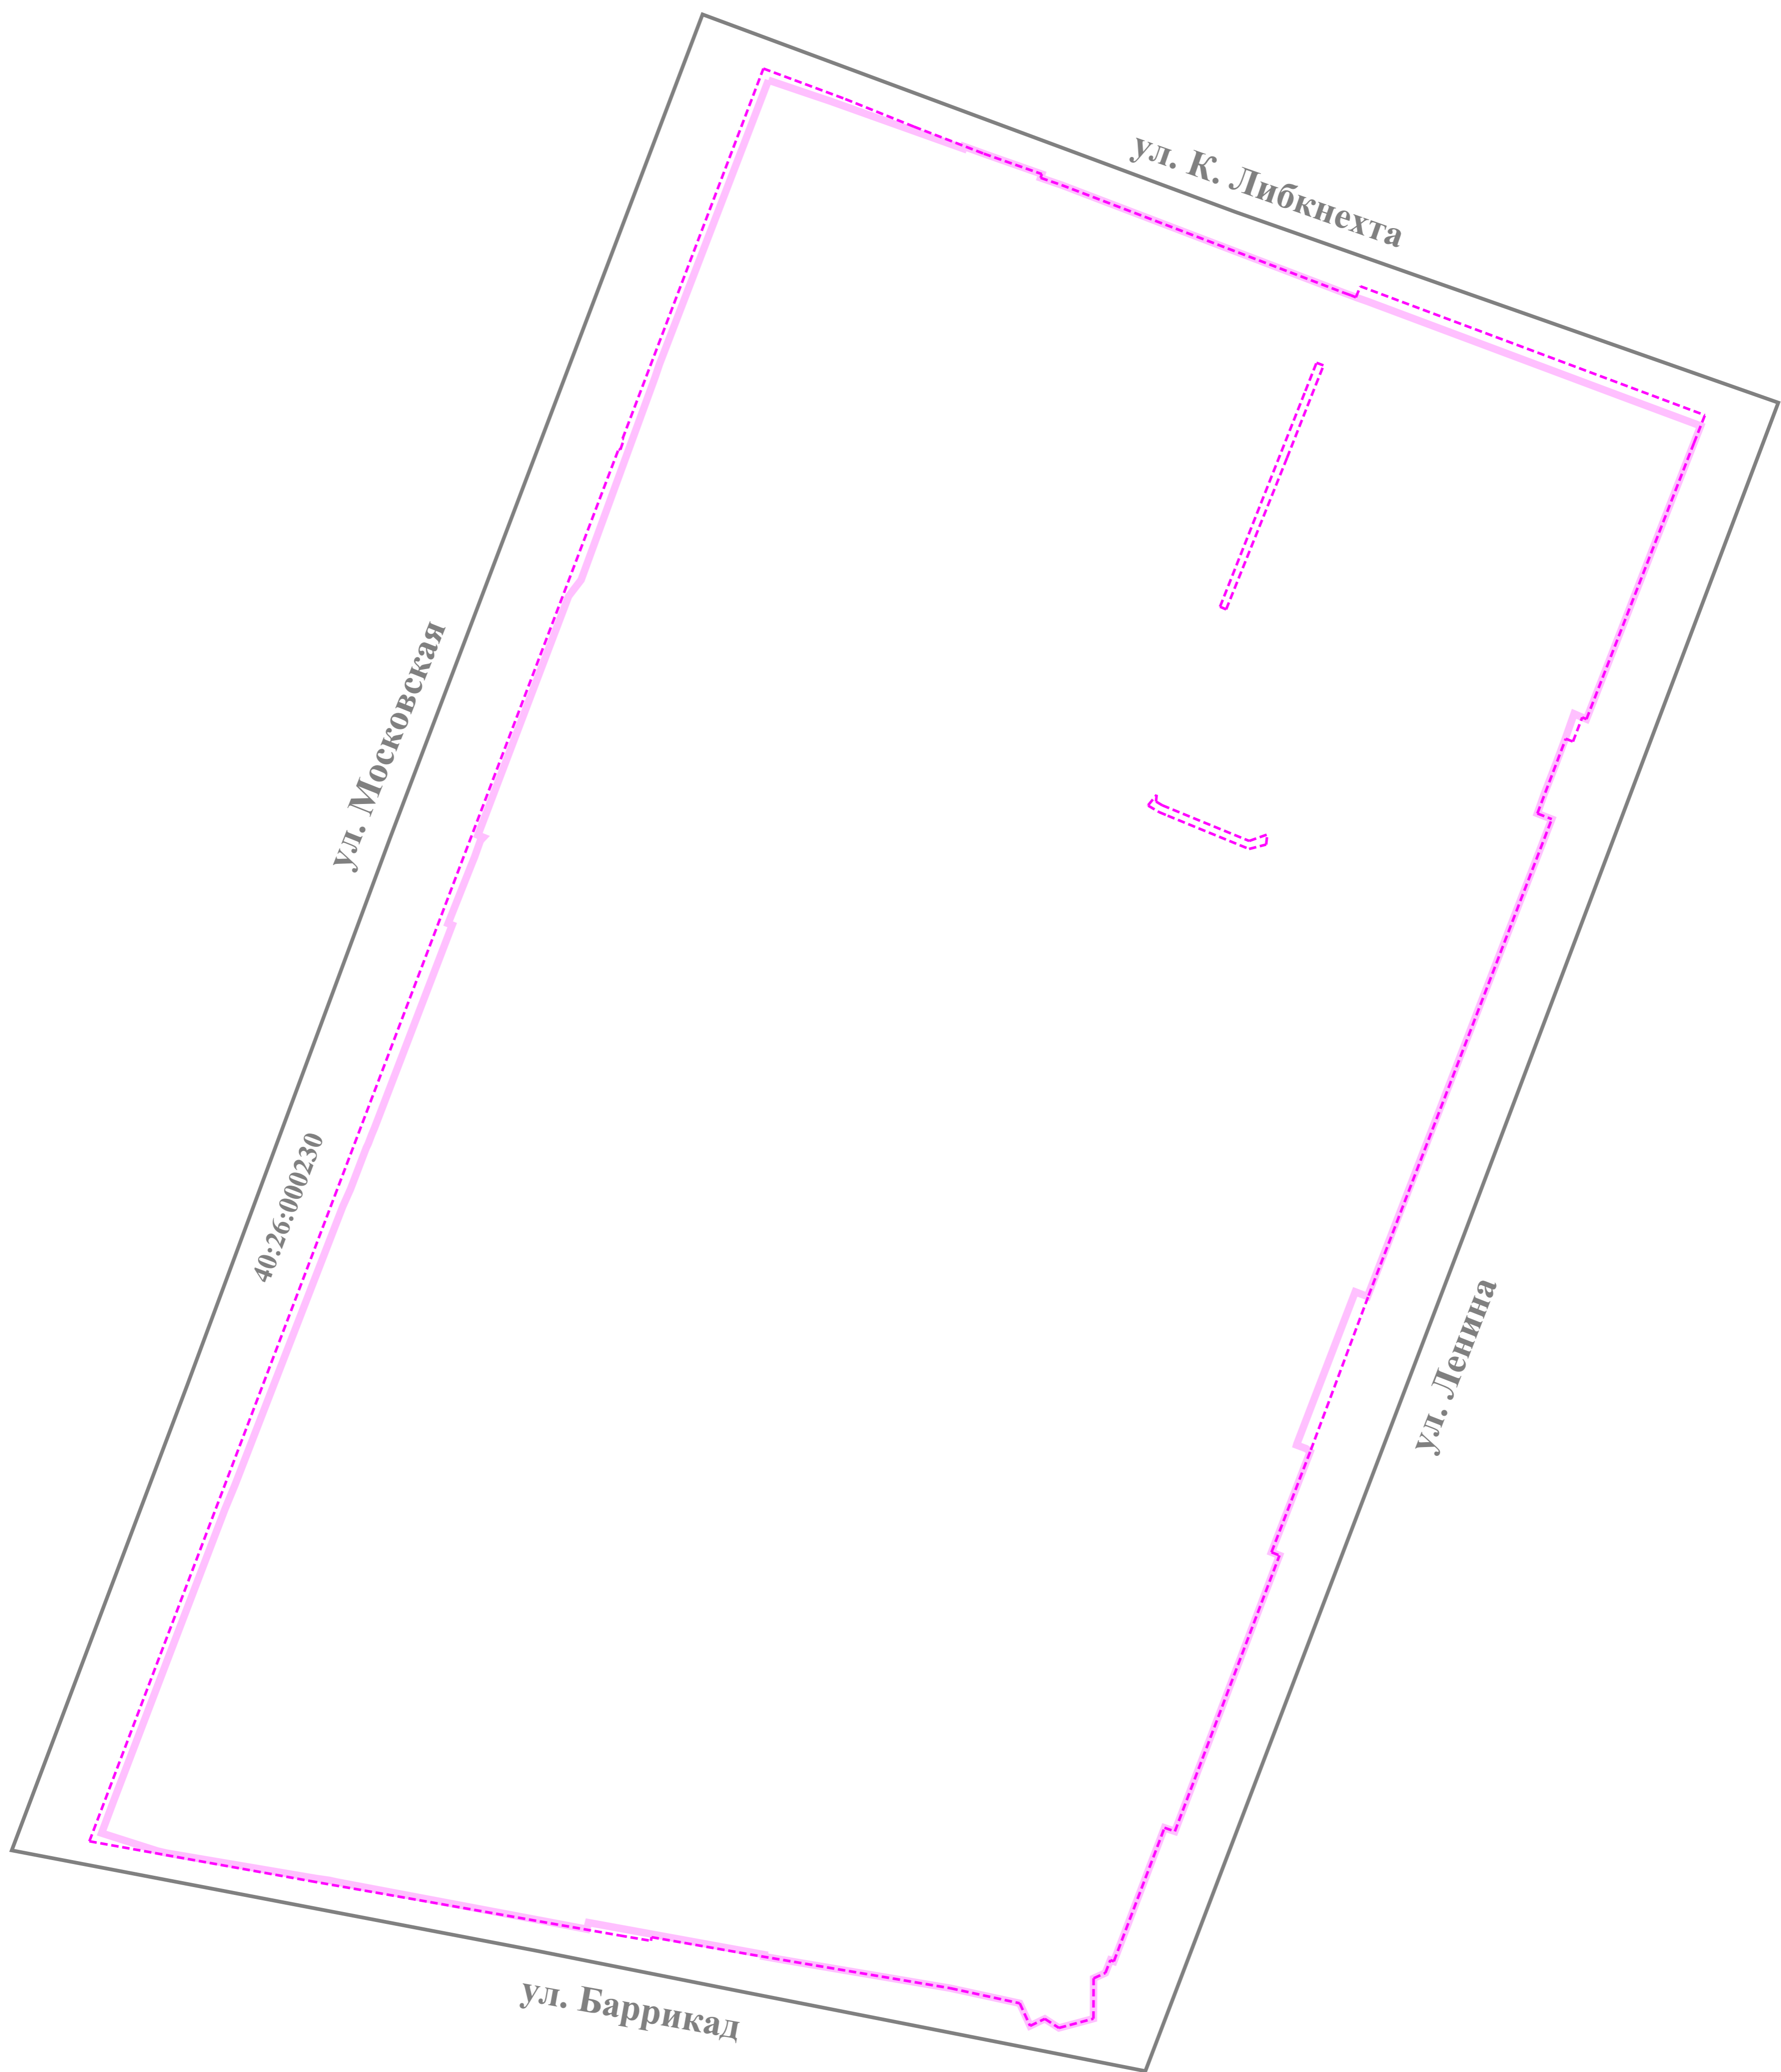 ул. К. Либкнехта
ул. Московская
40:26:000230
ул. Ленина
ул. Баррикад